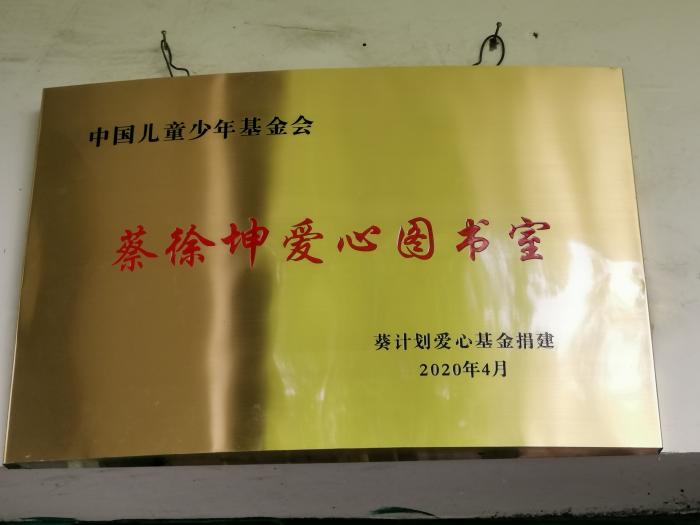 中国儿童少年基金会
蔡徐坤爱心图书室
葵计划爱心基金捐建
2020年4月